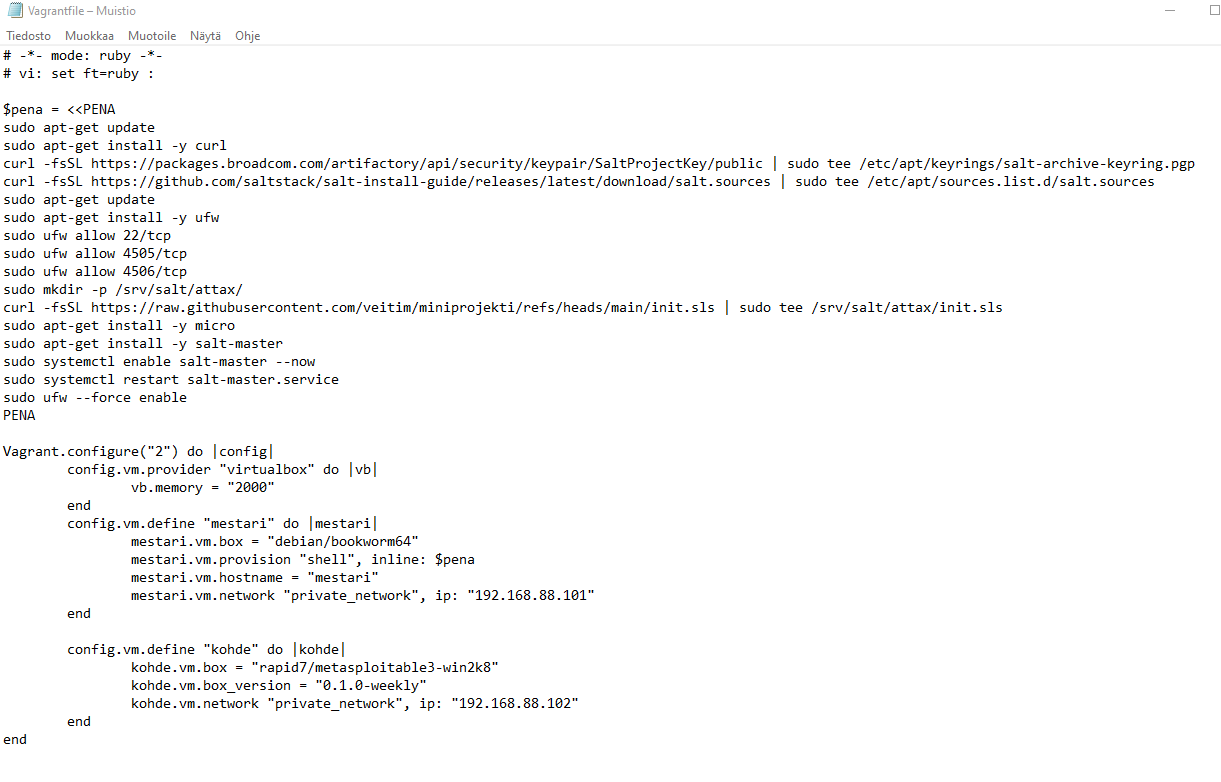 Vagrantfile – Muistio
Tiedosto Muokkaa Muotoile Näytä Ohje
# -*- mode: ruby -*-
# vi: set ft=ruby :
$pena = <<PENA
sudo apt-get update
sudo apt-get install -y curl
curl -fsSL https://packages.broadcom.com/artifactory/api/security/keypair/SaltProjectKey/public | sudo tee /etc/apt/keyrings/salt-archive-keyring.pgp
curl -fsSL https://github.com/saltstack/salt-install-guide/releases/latest/download/salt.sources | sudo tee /etc/apt/sources.list.d/salt.sources
sudo apt-get update
sudo apt-get install -y ufw
sudo ufw allow 22/tcp
sudo ufw allow 4505/tcp
sudo ufw allow 4506/tcp
sudo mkdir -p /srv/salt/attax/
curl -fsSL https://raw.githubusercontent.com/veitim/miniprojekti/refs/heads/main/init.sls | sudo tee /srv/salt/attax/init.sls
sudo apt-get install -y micro
sudo apt-get install -y salt-master
sudo systemctl enable salt-master --now
sudo systemctl restart salt-master.service
sudo ufw --force enable
PENA
Vagrant.configure("2") do |config|
config.vm.provider "virtualbox" do |vb|
vb.memory = "2000"
end
config.vm.define "mestari" do |mestari|
mestari.vm.box = "debian/bookworm64"
mestari.vm.provision "shell", inline: $pena
mestari.vm.hostname = "mestari"
mestari.vm.network "private_network", ip: "192.168.88.101"
end
config.vm.define "kohde" do |kohde|
kohde.vm.box = "rapid7/metasploitable3-win2k8"
kohde.vm.box_version = "0.1.0-weekly"
kohde.vm.network "private_network", ip: "192.168.88.102"
end
end